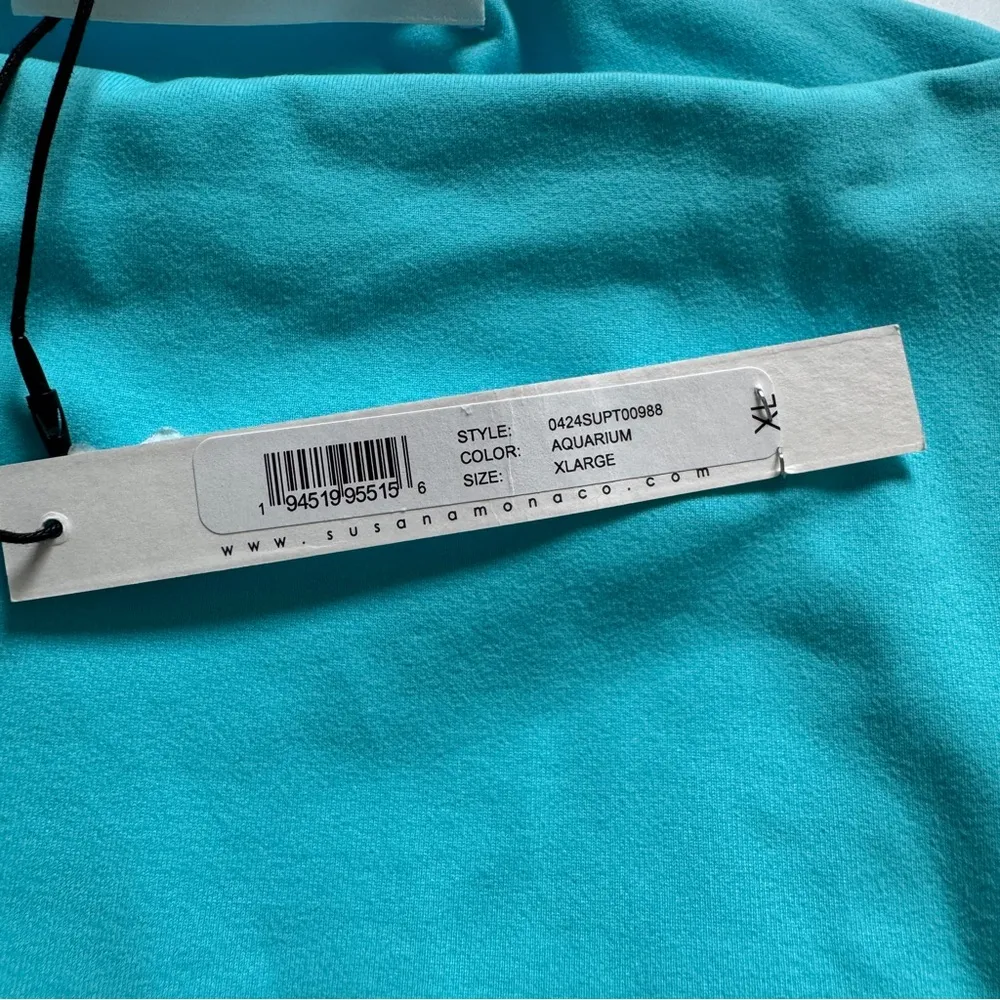 STYLE: 0424SUPT00988
COLOR: AQUARIUM
SIZE: XLARGE
XL
1 94519 95515 6
www.susanamonaco.com